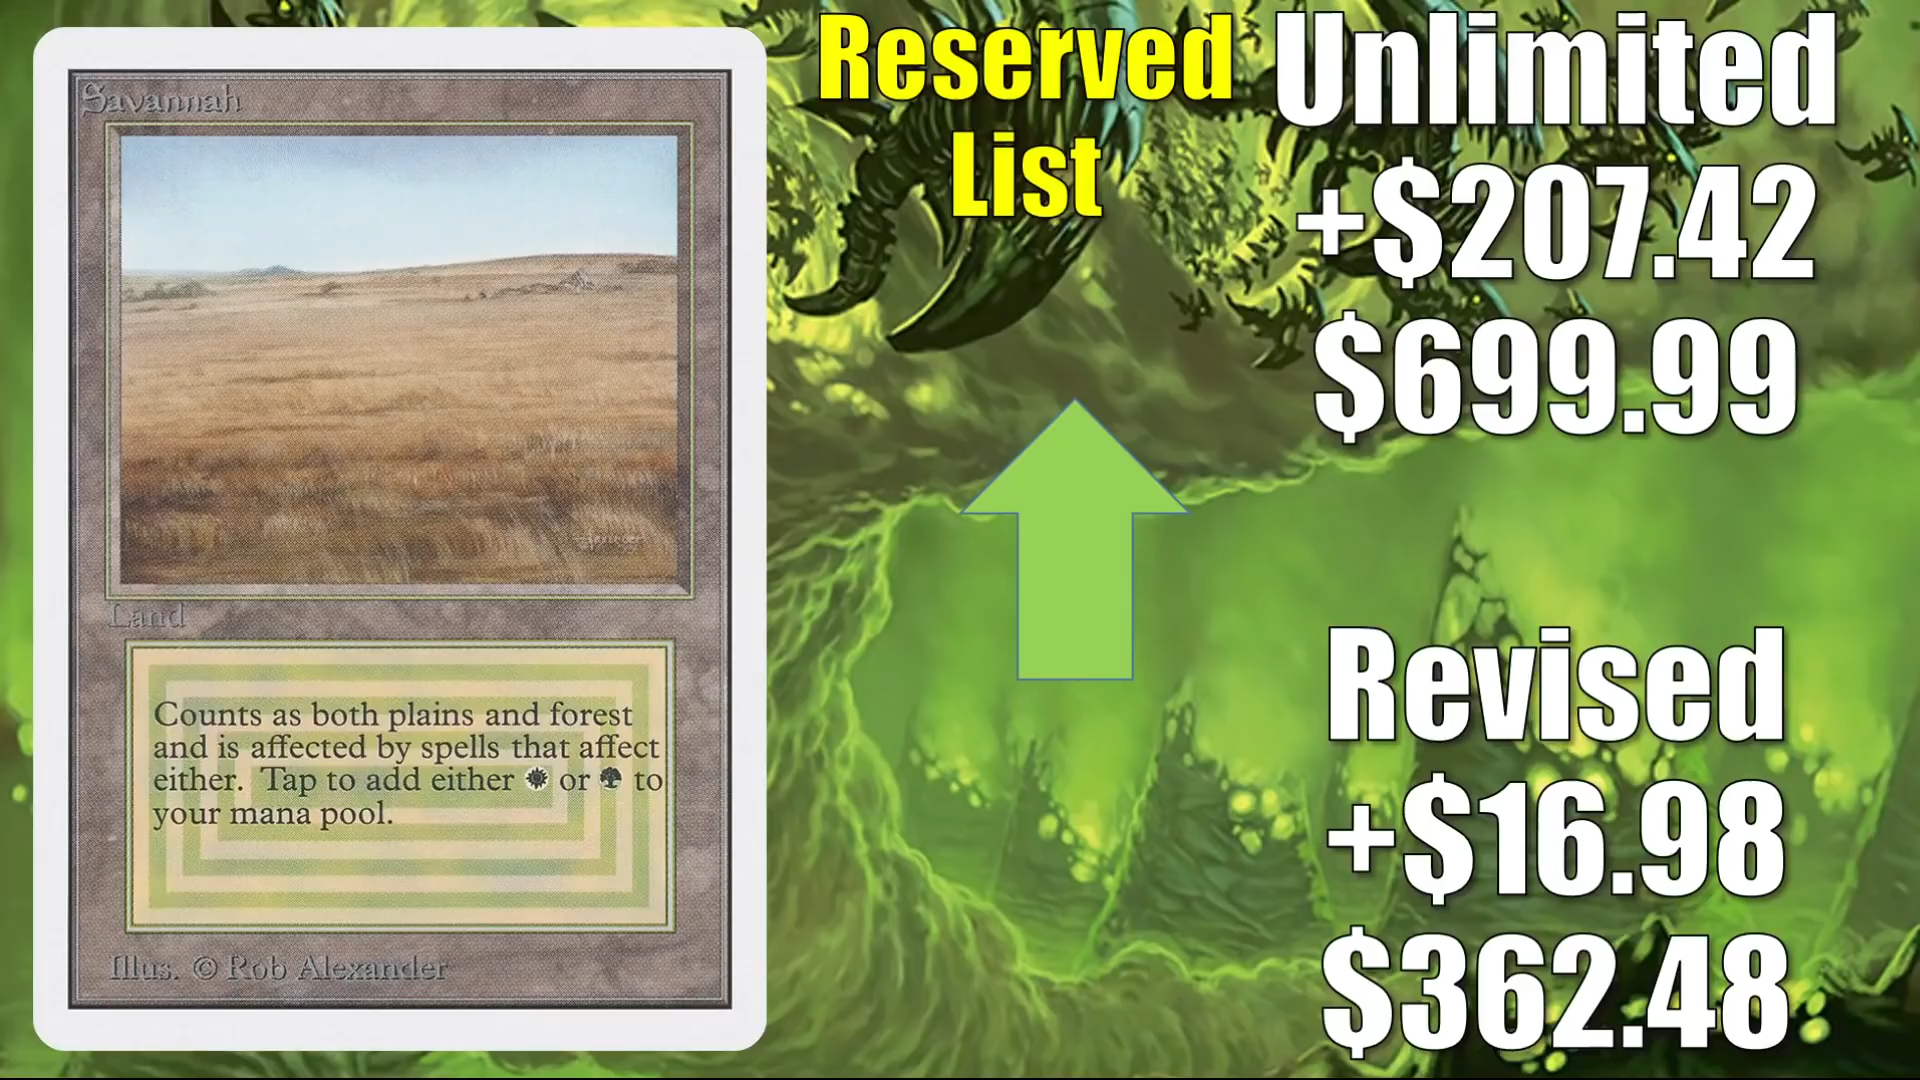 Savannah
Land
Counts as both plains and forest
and is affected by spells that affect
either. Tap to add either or to
your mana pool.
Illus. © Rob Alexander
Reserved
List
Unlimited
+$207.42
$699.99
Revised
+$16.98
$362.48